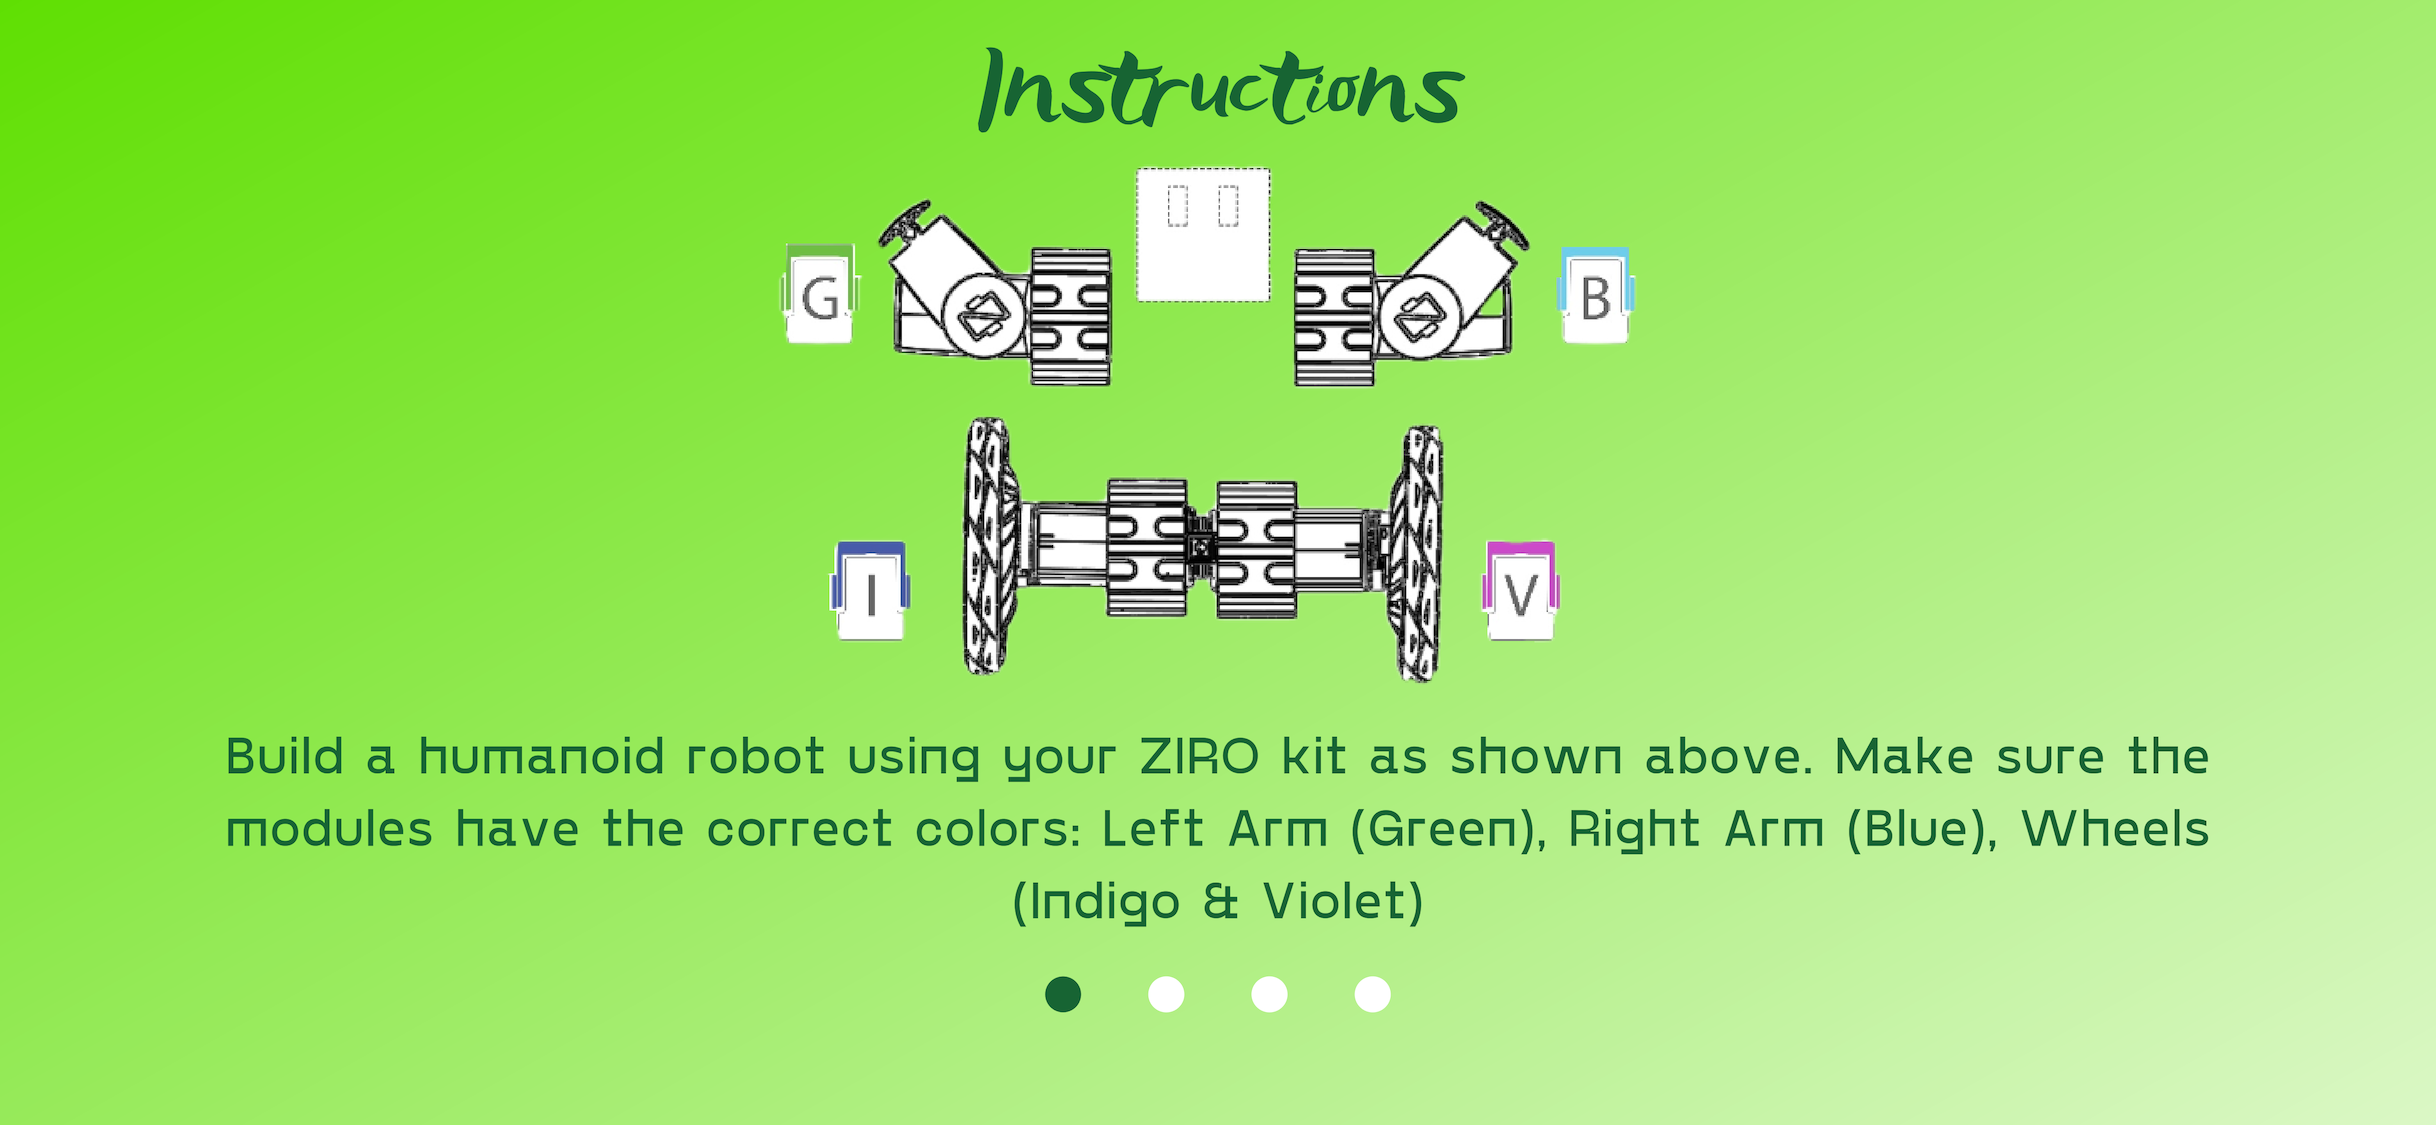 Instructions
G
B
I
V
Build a humanoid robot using your ZIRO kit as shown above. Make sure the
modules have the correct colors: Left Arm (Green), Right Arm (Blue), Wheels
(Indigo & Violet)